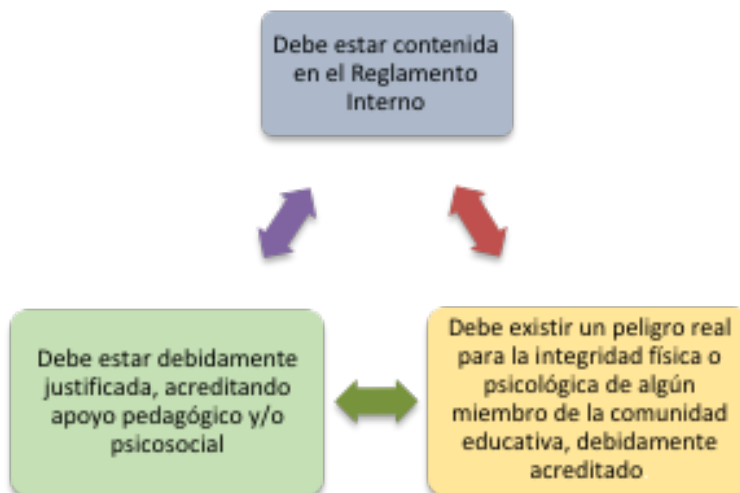 Debe estar contenida
en el Reglamento
Interno
Debe estar debidamente
justificada, acreditando
apoyo pedagógico y/o
psicosocial
Debe existir un peligro real
para la integridad física o
psicológica de algún
miembro de la comunidad
educativa, debidamente
acreditado.